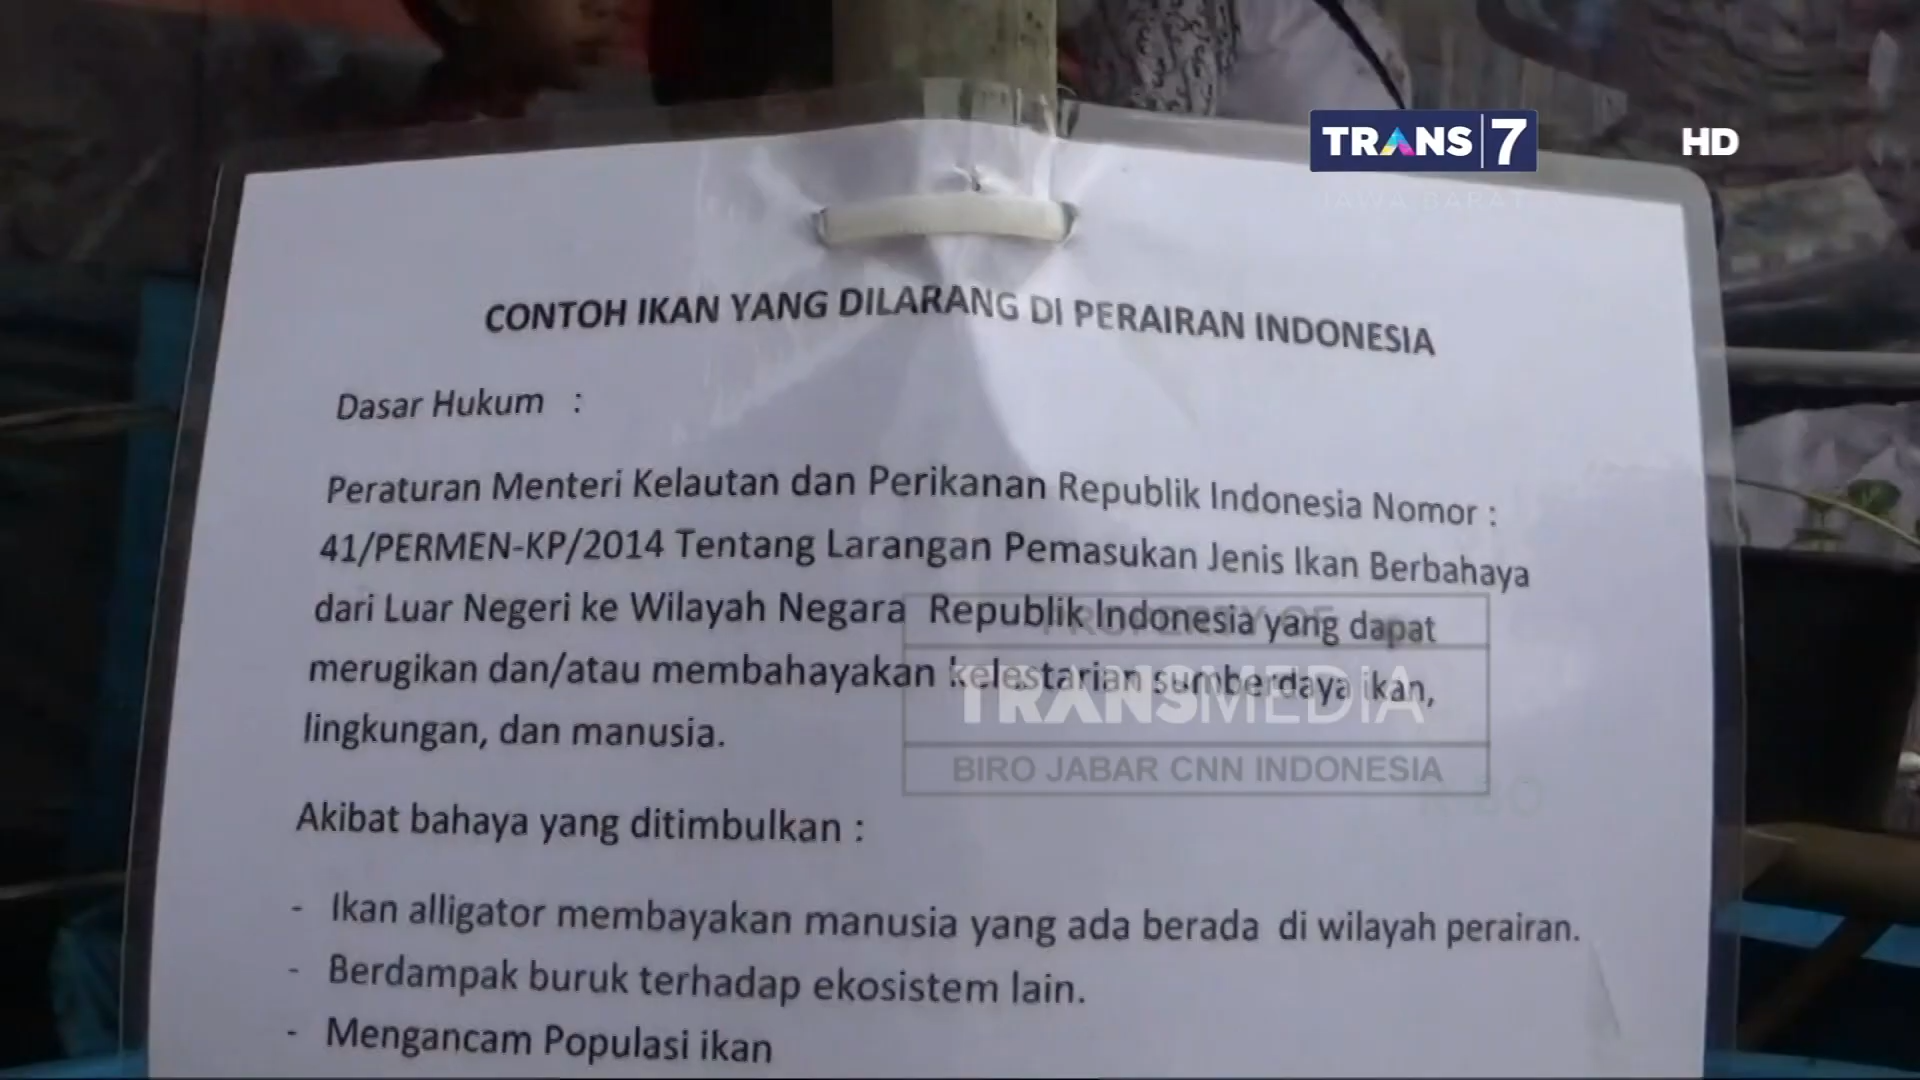 TRANS|7
HD
JAWA BARAT
CONTOH IKAN YANG DILARANG DI PERAIRAN INDONESIA
Dasar Hukum :
Peraturan Menteri Kelautan dan Perikanan Republik Indonesia Nomor :
41/PERMEN-KP/2014 Tentang Larangan Pemasukan Jenis Ikan Berbahaya
dari Luar Negeri ke Wilayah Negara Republik Indonesia yang dapat
merugikan dan/atau membahayakan kelestarian sumberdaya ikan,
lingkungan, dan manusia.
PROPERTY OF
TRANSMEDIA
BIRO JABAR CNN INDONESIA
Akibat bahaya yang ditimbulkan :
- Ikan alligator membayakan manusia yang ada berada di wilayah perairan.
- Berdampak buruk terhadap ekosistem lain.
- Mengancam Populasi ikan